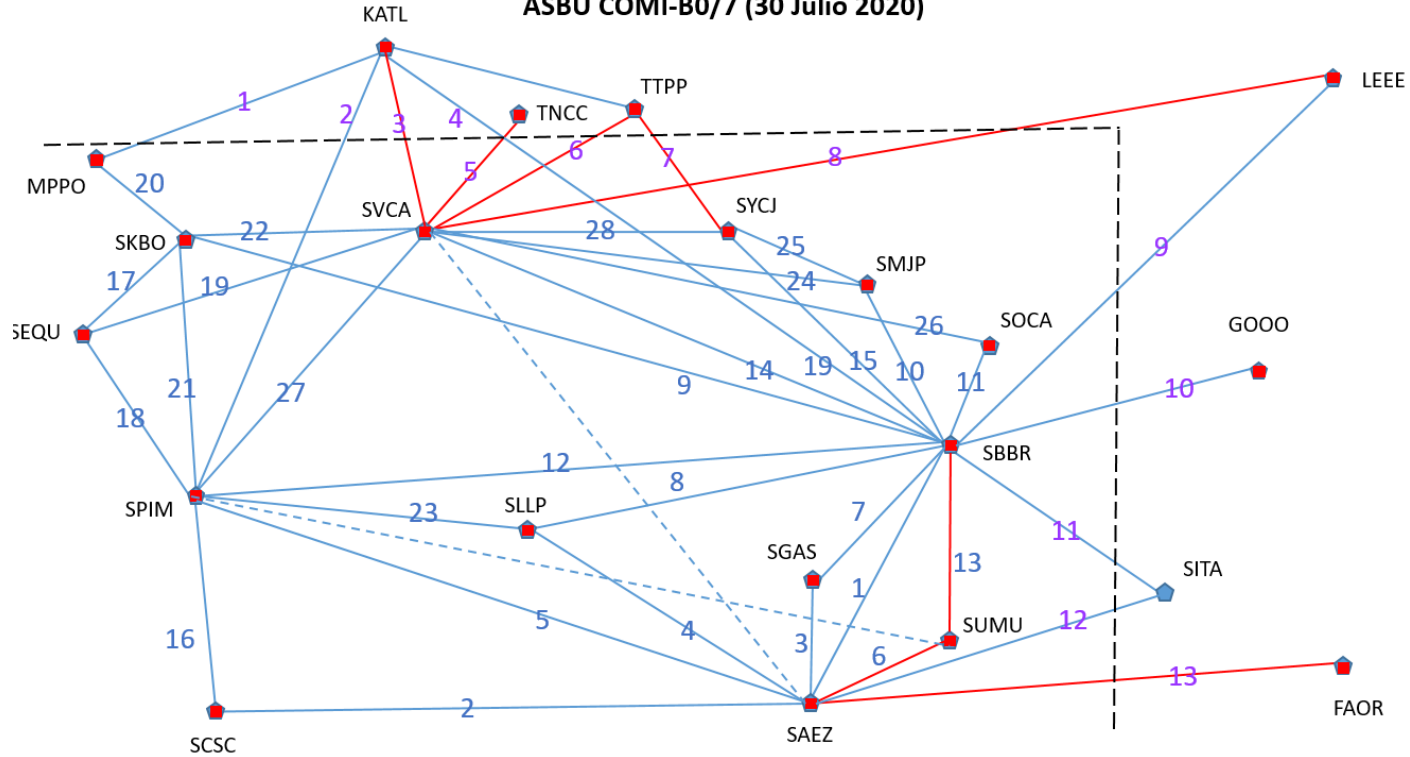 ASBU COMI-B0/7 (30 Julio 2020)
KATL
LEEE
TTPP
1
2
3
4
TNCC
6
7
8
5
MPPO
20
SVCA
SYCJ
SKBO
22
28
25
9
SMJP
17
19
24
SEQU
26
SOCA
GOOO
21
27
9
14
19
15
10
11
10
18
12
SBBR
8
SPIM
23
SLLP
7
11
SGAS
13
SITA
1
5
4
3
6
SUMU
12
16
13
2
SCSC
SAEZ
FAOR